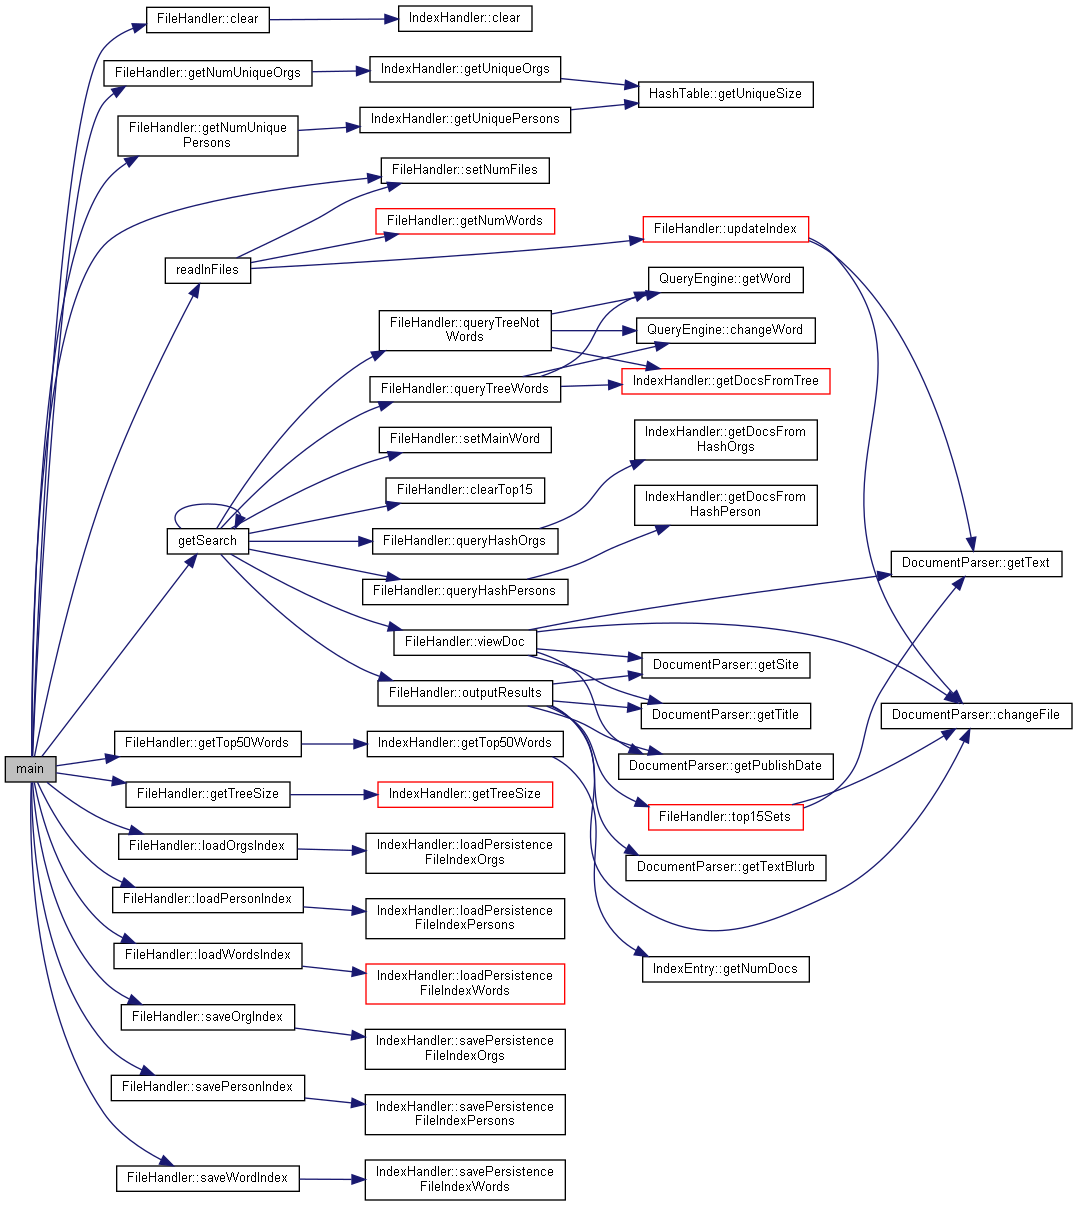 FileHandler::clear
IndexHandler::clear
FileHandler::getNumUniqueOrgs
IndexHandler::getUniqueOrgs
HashTable::getUniqueSize
FileHandler::getNumUnique
Persons
IndexHandler::getUniquePersons
FileHandler::setNumFiles
FileHandler::getNumWords
FileHandler::updateIndex
readInFiles
QueryEngine::getWord
FileHandler::queryTreeNot
Words
QueryEngine::changeWord
FileHandler::queryTreeWords
IndexHandler::getDocsFromTree
FileHandler::setMainWord
IndexHandler::getDocsFrom
HashOrgs
FileHandler::clearTop15
IndexHandler::getDocsFrom
HashPerson
getSearch
FileHandler::queryHashOrgs
DocumentParser::getText
FileHandler::queryHashPersons
FileHandler::viewDoc
DocumentParser::getSite
FileHandler::outputResults
DocumentParser::getTitle
DocumentParser::changeFile
FileHandler::getTop50Words
IndexHandler::getTop50Words
DocumentParser::getPublishDate
main
FileHandler::getTreeSize
IndexHandler::getTreeSize
FileHandler::top15Sets
FileHandler::loadOrgsIndex
IndexHandler::loadPersistence
FileIndexOrgs
DocumentParser::getTextBlurb
FileHandler::loadPersonIndex
IndexHandler::loadPersistence
FileIndexPersons
FileHandler::loadWordsIndex
IndexHandler::loadPersistence
FileIndexWords
IndexEntry::getNumDocs
FileHandler::saveOrgIndex
IndexHandler::savePersistence
FileIndexOrgs
FileHandler::savePersonIndex
IndexHandler::savePersistence
FileIndexPersons
FileHandler::saveWordIndex
IndexHandler::savePersistence
FileIndexWords